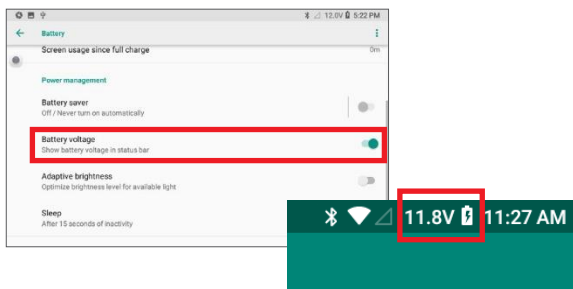 12.0V 5:22 PM
Battery
Screen usage since full charge 0m
Power management
Battery saver
Off / Never turn on automatically
Battery voltage
Show battery voltage in status bar
Adaptive brightness
Optimize brightness level for available light
Sleep
After 15 seconds of inactivity
11.8V 11:27 AM